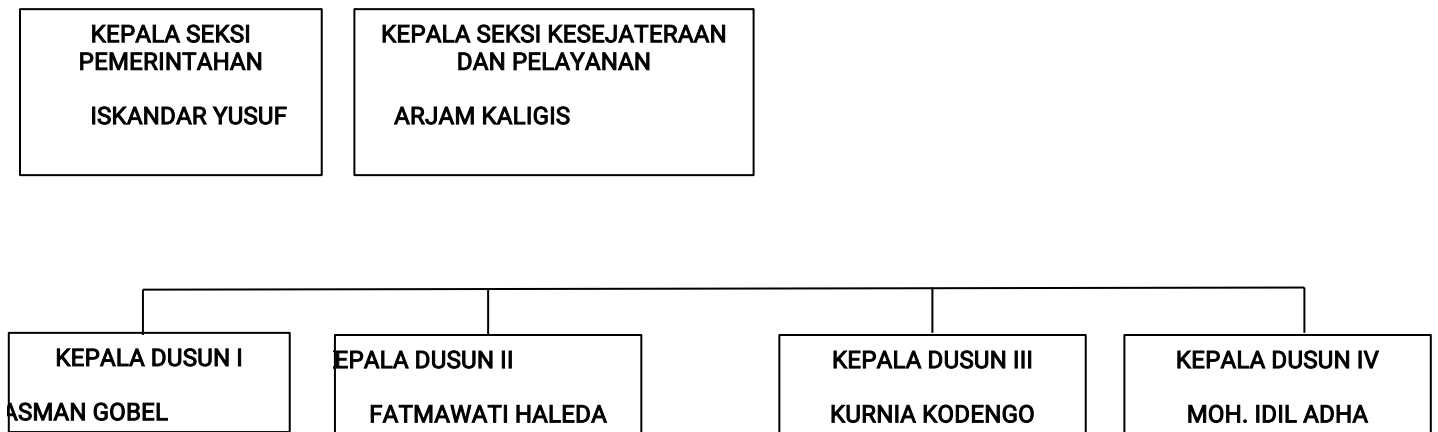 KEPALA SEKSI
PEMERINTAHAN
ISKANDAR YUSUF
KEPALA SEKSI KESEJATERAAN
DAN PELAYANAN
ARJAM KALIGIS
KEPALA DUSUN I
ASMAN GOBEL
EPALA DUSUN II
FATMAWATI HALEDA
KEPALA DUSUN III
KURNIA KODENGO
KEPALA DUSUN IV
MOH. IDIL ADHA